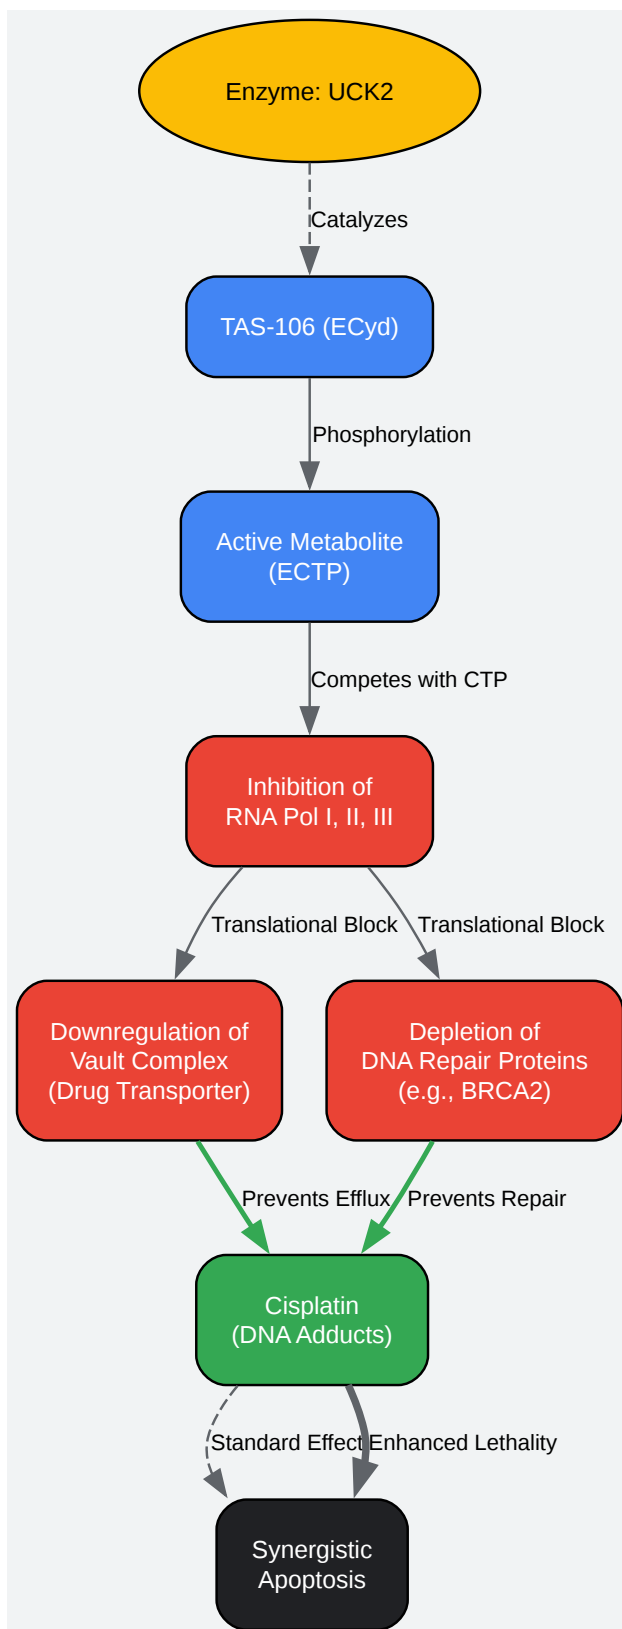 Enzyme: UCK2
Catalyzes
TAS-106 (ECyd)
Phosphorylation
Active Metabolite
(ECTP)
Competes with CTP
Inhibition of
RNA Pol I, II, III
Translational Block
Translational Block
Downregulation of
Vault Complex
(Drug Transporter)
Depletion of
DNA Repair Proteins
(e.g., BRCA2)
Prevents Efflux
Prevents Repair
Cisplatin
(DNA Adducts)
Standard Effect
Enhanced Lethality
Synergistic
Apoptosis